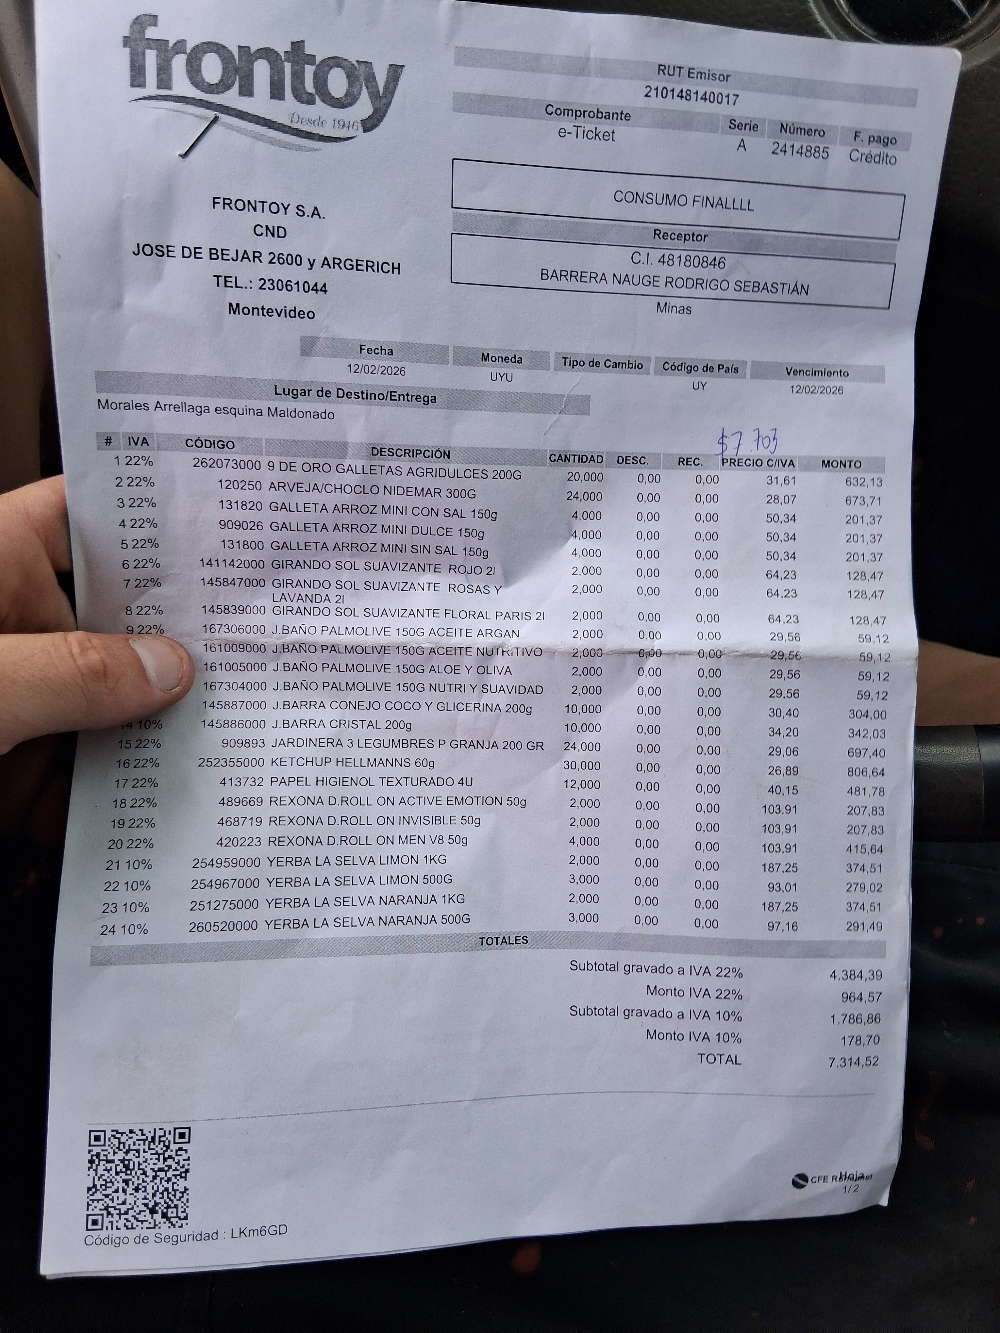 frontoy
Desde 1946
RUT Emisor
210148140017
Comprobante Serie Número F. pago
e-Ticket A 2414885 Crédito
CONSUMO FINALLLL
Receptor
C.I. 48180846
BARRERA NAUGE RODRIGO SEBASTIÁN
Minas
FRONTOY S.A.
CND
JOSE DE BEJAR 2600 y ARGERICH
TEL.: 23061044
Montevideo
Fecha Moneda Tipo de Cambio Código de País Vencimiento
12/02/2026 UYU UY 12/02/2026
Lugar de Destino/Entrega
Morales Arrellaga esquina Maldonado
$7.703
# IVA CÓDIGO DESCRIPCIÓN CANTIDAD DESC. REC. PRECIO C/IVA MONTO
1 22% 262073000 9 DE ORO GALLETAS AGRIDULCES 200G 20,000 0,00 0,00 31,61 632,13
2 22% 120250 ARVEJA/CHOCLO NIDEMAR 300G 24,000 0,00 0,00 28,07 673,71
3 22% 131820 GALLETA ARROZ MINI CON SAL 150g 4,000 0,00 0,00 50,34 201,37
4 22% 909026 GALLETA ARROZ MINI DULCE 150g 4,000 0,00 0,00 50,34 201,37
5 22% 131800 GALLETA ARROZ MINI SIN SAL 150g 4,000 0,00 0,00 50,34 201,37
6 22% 141142000 GIRANDO SOL SUAVIZANTE ROJO 2l 2,000 0,00 0,00 64,23 128,47
7 22% 145847000 GIRANDO SOL SUAVIZANTE ROSAS Y 2,000 0,00 0,00 64,23 128,47
LAVANDA 2l
8 22% 145839000 GIRANDO SOL SUAVIZANTE FLORAL PARIS 2l 2,000 0,00 0,00 64,23 128,47
9 22% 167306000 J.BAÑO PALMOLIVE 150G ACEITE ARGAN 2,000 0,00 0,00 29,56 59,12
161009000 J.BAÑO PALMOLIVE 150G ACEITE NUTRITIVO 2,000 0,00 0,00 29,56 59,12
161005000 J.BAÑO PALMOLIVE 150G ALOE Y OLIVA 2,000 0,00 0,00 29,56 59,12
167304000 J.BAÑO PALMOLIVE 150G NUTRI Y SUAVIDAD 2,000 0,00 0,00 29,56 59,12
145887000 J.BARRA CONEJO COCO Y GLICERINA 200g 10,000 0,00 0,00 30,40 304,00
14 10% 145886000 J.BARRA CRISTAL 200g 10,000 0,00 0,00 34,20 342,03
15 22% 909893 JARDINERA 3 LEGUMBRES P GRANJA 200 GR 24,000 0,00 0,00 29,06 697,40
16 22% 252355000 KETCHUP HELLMANNS 60g 30,000 0,00 0,00 26,89 806,64
17 22% 413732 PAPEL HIGIENOL TEXTURADO 4U 12,000 0,00 0,00 40,15 481,78
18 22% 489669 REXONA D.ROLL ON ACTIVE EMOTION 50g 2,000 0,00 0,00 103,91 207,83
19 22% 468719 REXONA D.ROLL ON INVISIBLE 50g 2,000 0,00 0,00 103,91 207,83
20 22% 420223 REXONA D.ROLL ON MEN V8 50g 4,000 0,00 0,00 103,91 415,64
21 10% 254959000 YERBA LA SELVA LIMON 1KG 2,000 0,00 0,00 187,25 374,51
22 10% 254967000 YERBA LA SELVA LIMON 500G 3,000 0,00 0,00 93,01 279,02
23 10% 251275000 YERBA LA SELVA NARANJA 1KG 2,000 0,00 0,00 187,25 374,51
24 10% 260520000 YERBA LA SELVA NARANJA 500G 3,000 0,00 0,00 97,16 291,49
TOTALES
Subtotal gravado a IVA 22% 4.384,39
Monto IVA 22% 964,57
Subtotal gravado a IVA 10% 1.786,86
Monto IVA 10% 178,70
TOTAL 7.314,52
CFE
Hoja
1/2
Código de Seguridad : LKm6GD